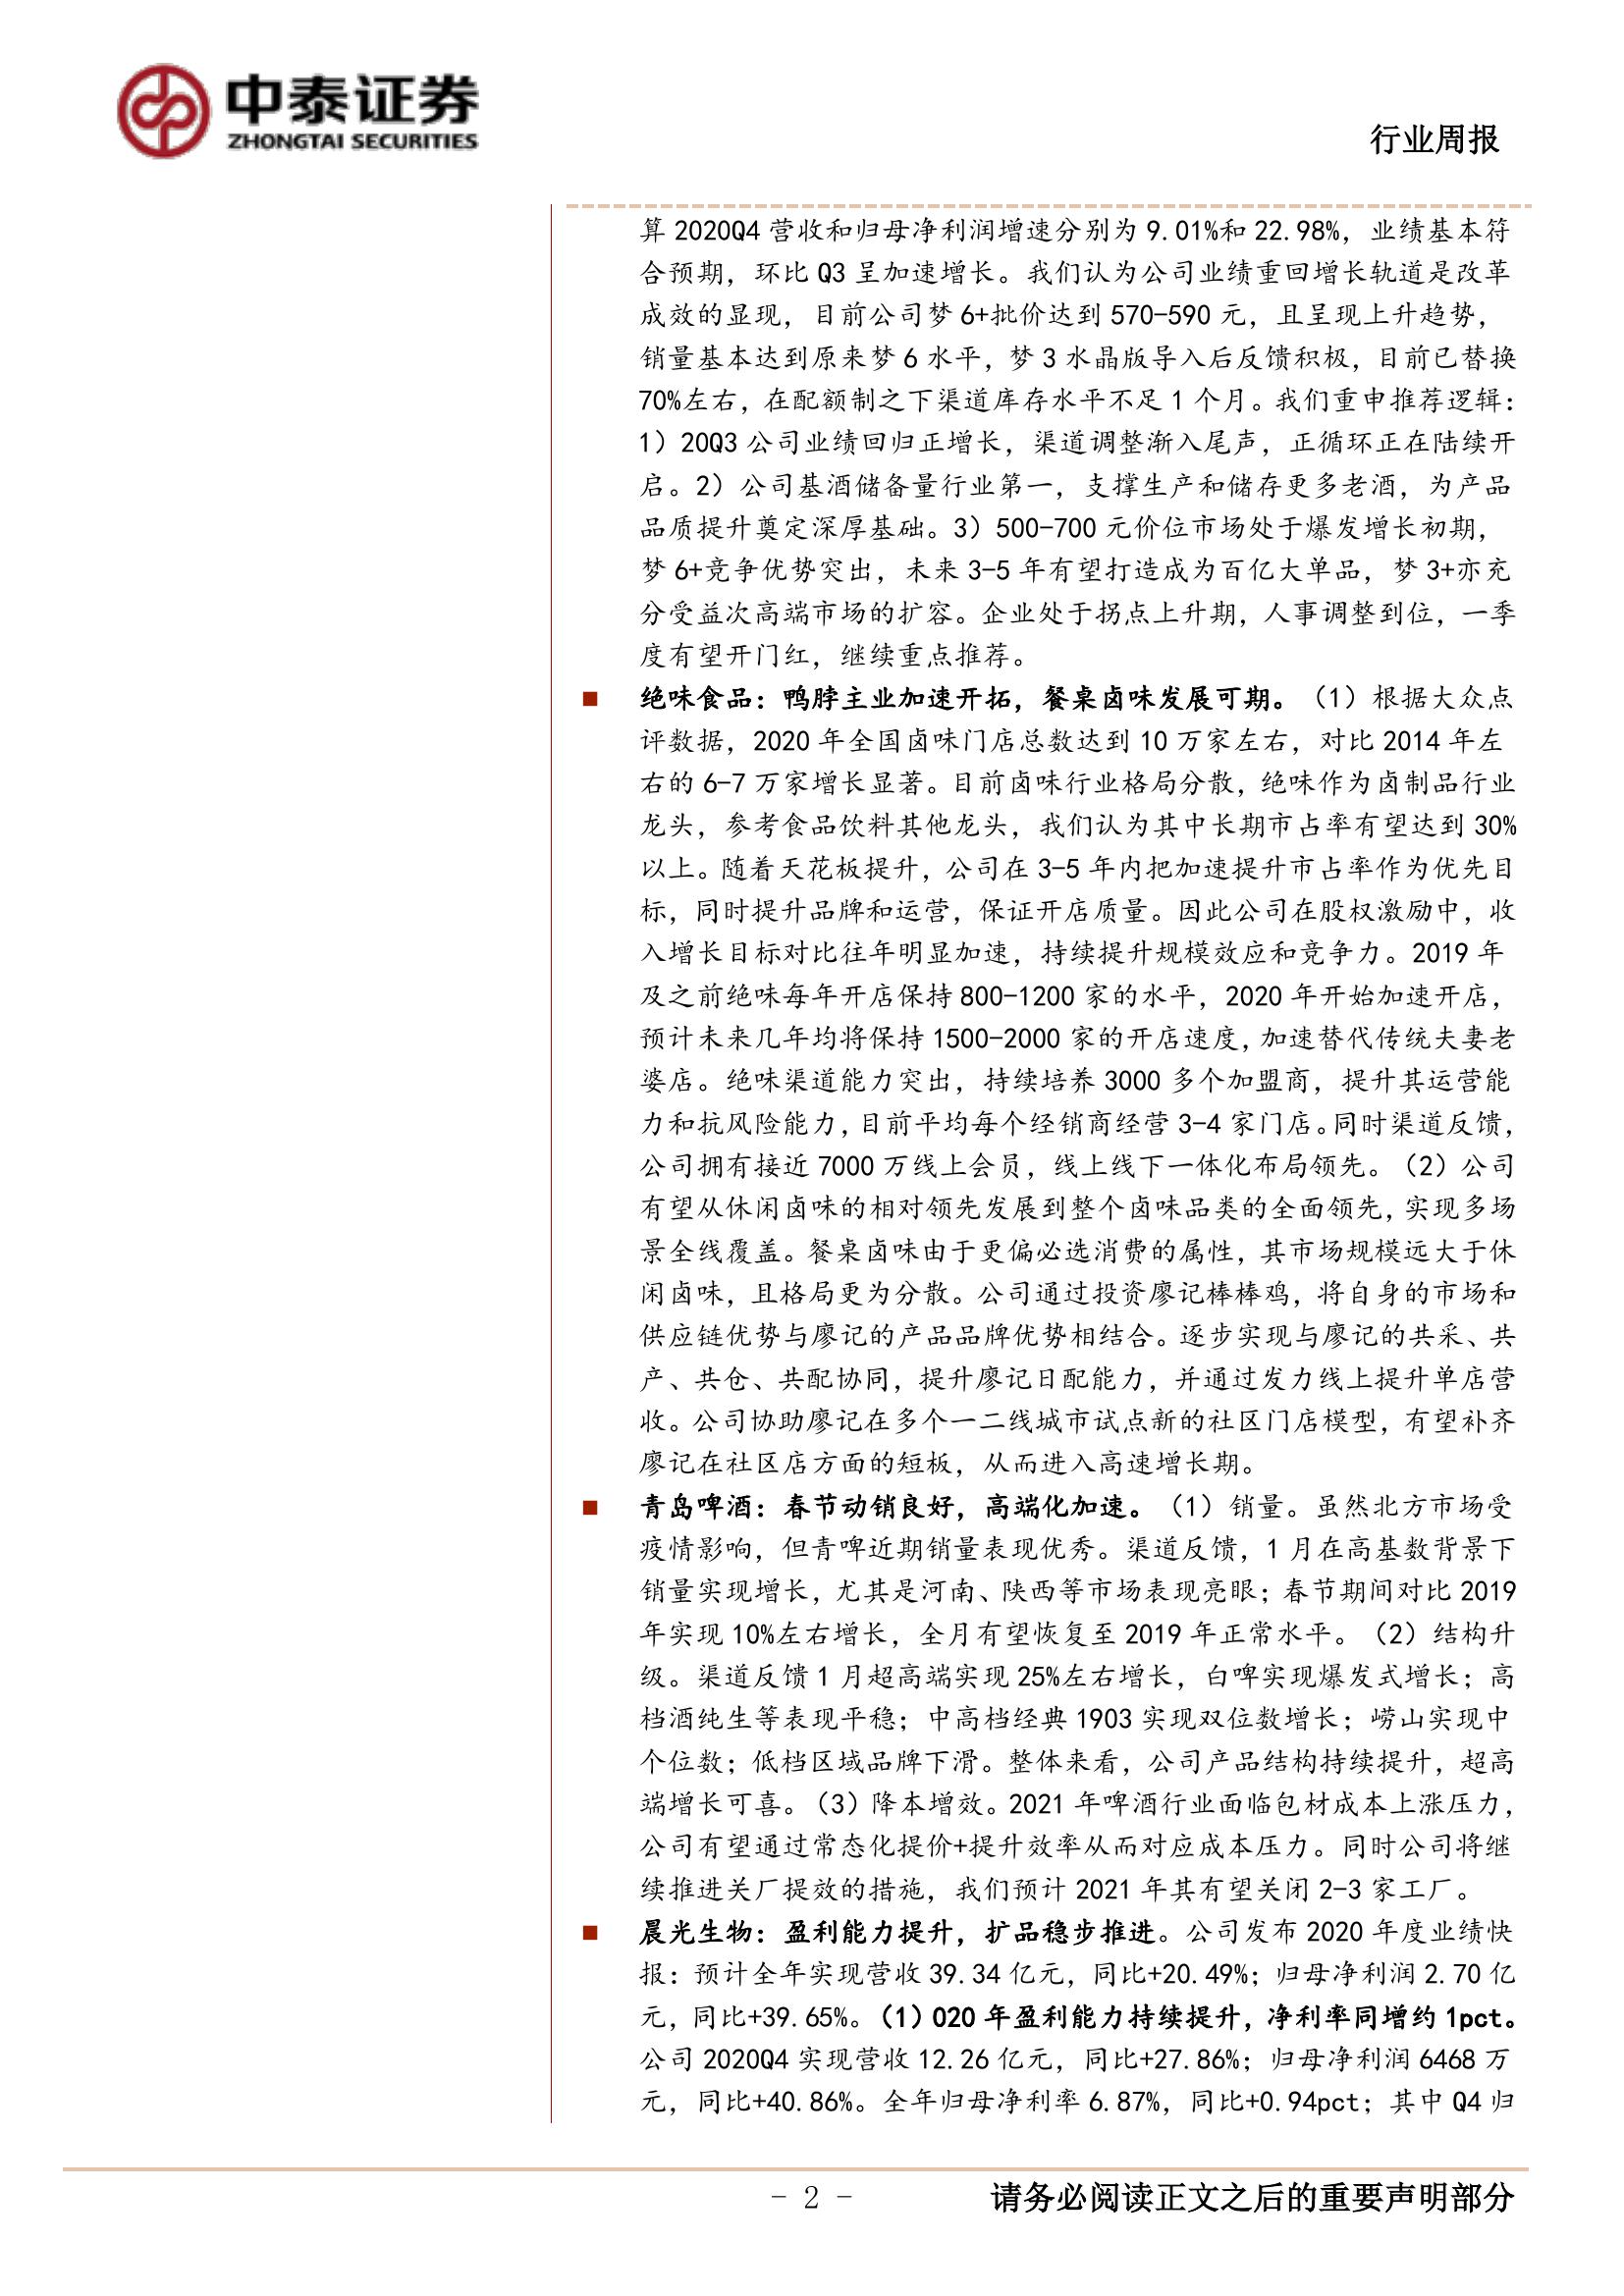 中泰证券
ZHONGTAI SECURITIES
行业周报
算 2020Q4 营收和归母净利润增速分别为 9.01%和 22.98%，业绩基本符
合预期，环比 Q3 呈加速增长。我们认为公司业绩重回增长轨道是改革
成效的显现，目前公司梦 6+批价达到 570-590 元，且呈现上升趋势，
销量基本达到原来梦 6 水平，梦 3 水晶版导入后反馈积极，目前已替换
70%左右，在配额制之下渠道库存水平不足 1 个月。我们重申推荐逻辑：
1）20Q3 公司业绩回归正增长，渠道调整渐入尾声，正循环正在陆续开
启。2）公司基酒储备量行业第一，支撑生产和储存更多老酒，为产品
品质提升奠定深厚基础。3）500-700 元价位市场处于爆发增长初期，
梦 6+竞争优势突出，未来 3-5 年有望打造成为百亿大单品，梦 3+亦充
分受益次高端市场的扩容。企业处于拐点上升期，人事调整到位，一季
度有望开门红，继续重点推荐。
■ 绝味食品：鸭脖主业加速开拓，餐桌卤味发展可期。（1）根据大众点
评数据，2020 年全国卤味门店总数达到 10 万家左右，对比 2014 年左
右的 6-7 万家增长显著。目前卤味行业格局分散，绝味作为卤制品行业
龙头，参考食品饮料其他龙头，我们认为其中长期市占率有望达到 30%
以上。随着天花板提升，公司在 3-5 年内把加速提升市占率作为优先目
标，同时提升品牌和运营，保证开店质量。因此公司在股权激励中，收
入增长目标对比往年明显加速，持续提升规模效应和竞争力。2019 年
及之前绝味每年开店保持 800-1200 家的水平，2020 年开始加速开店，
预计未来几年均将保持 1500-2000 家的开店速度，加速替代传统夫妻老
婆店。绝味渠道能力突出，持续培养 3000 多个加盟商，提升其运营能
力和抗风险能力，目前平均每个经销商经营 3-4 家门店。同时渠道反馈，
公司拥有接近 7000 万线上会员，线上线下一体化布局领先。（2）公司
有望从休闲卤味的相对领先发展到整个卤味品类的全面领先，实现多场
景全线覆盖。餐桌卤味由于更偏必选消费的属性，其市场规模远大于休
闲卤味，且格局更为分散。公司通过投资廖记棒棒鸡，将自身的市场和
供应链优势与廖记的产品品牌优势相结合。逐步实现与廖记的共采、共
产、共仓、共配协同，提升廖记日配能力，并通过发力线上提升单店营
收。公司协助廖记在多个一二线城市试点新的社区门店模型，有望补齐
廖记在社区店方面的短板，从而进入高速增长期。
■ 青岛啤酒：春节动销良好，高端化加速。（1）销量。虽然北方市场受
疫情影响，但青啤近期销量表现优秀。渠道反馈，1 月在高基数背景下
销量实现增长，尤其是河南、陕西等市场表现亮眼；春节期间对比 2019
年实现 10%左右增长，全月有望恢复至 2019 年正常水平。（2）结构升
级。渠道反馈 1 月超高端实现 25%左右增长，白啤实现爆发式增长；高
档酒纯生等表现平稳；中高档经典 1903 实现双位数增长；崂山实现中
个位数；低档区域品牌下滑。整体来看，公司产品结构持续提升，超高
端增长可喜。（3）降本增效。2021 年啤酒行业面临包材成本上涨压力，
公司有望通过常态化提价+提升效率从而对应成本压力。同时公司将继
续推进关厂提效的措施，我们预计 2021 年其有望关闭 2-3 家工厂。
■ 晨光生物：盈利能力提升，扩品稳步推进。公司发布 2020 年度业绩快
报：预计全年实现营收 39.34 亿元，同比+20.49%；归母净利润 2.70 亿
元，同比+39.65%。（1）020 年盈利能力持续提升，净利率同增约 1pct。
公司 2020Q4 实现营收 12.26 亿元，同比+27.86%；归母净利润 6468 万
元，同比+40.86%。全年归母净利率 6.87%，同比+0.94pct；其中 Q4 归
- 2 -
请务必阅读正文之后的重要声明部分